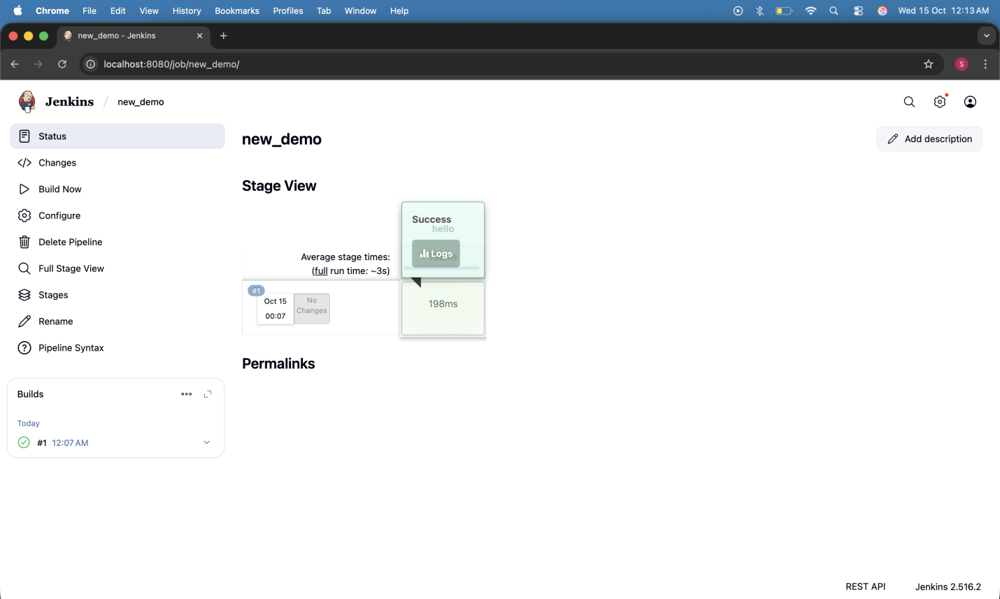 Chrome File Edit View History Bookmarks Profiles Tab Window Help Wed 15 Oct 12:13 AM
new_demo - Jenkins
localhost:8080/job/new_demo/
S
Jenkins / new_demo
Status
Changes
Build Now
Configure
Delete Pipeline
Full Stage View
Stages
Rename
Pipeline Syntax
Builds
Today
#1 12:07 AM
new_demo
Add description
Stage View
Success
hello
Logs
Average stage times:
(full run time: ~3s)
#1
Oct 15
00:07
No
Changes
198ms
Permalinks
REST API Jenkins 2.516.2